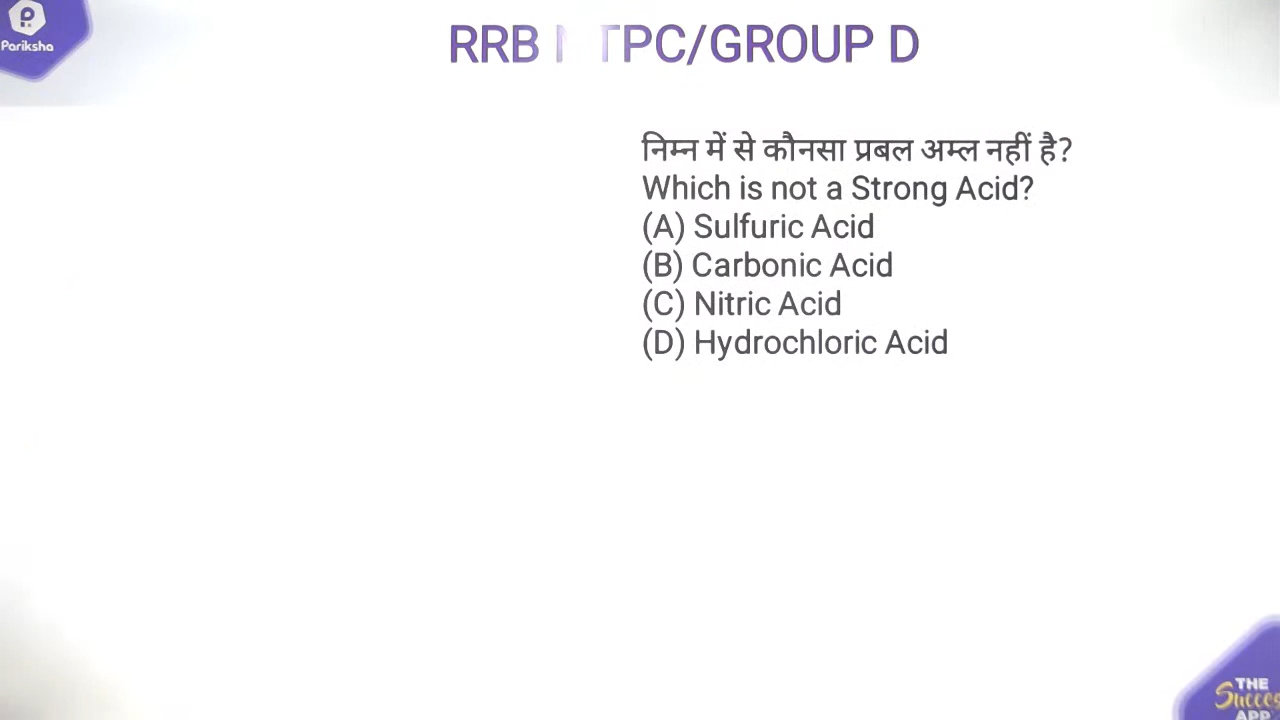 Pariksha
RRB TPC/GROUP D
निम्न में से कौनसा प्रबल अम्ल नहीं है?
Which is not a Strong Acid?
(A) Sulfuric Acid
(B) Carbonic Acid
(C) Nitric Acid
(D) Hydrochloric Acid
THE
APP